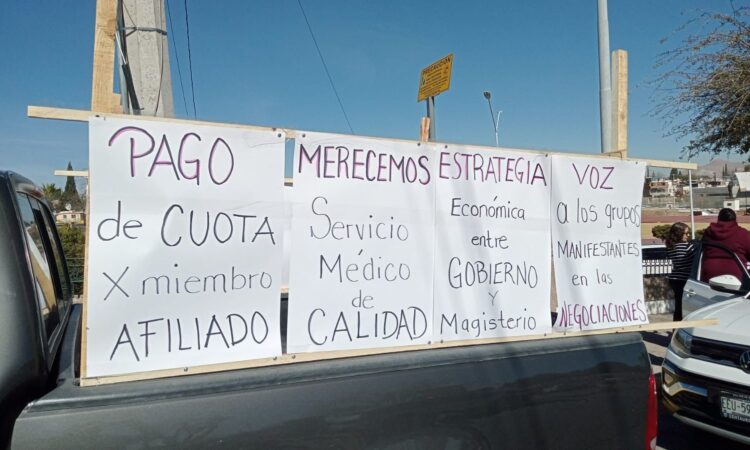 PAGO
de CUOTA
X miembro
AFILIADO
MERECEMOS
Servicio
Médico
de
CALIDAD
ESTRATEGIA
Económica
entre
GOBIERNO
y
Magisterio
VOZ
a los grupos
MANIFESTANTES
en las
NEGOCIACIONES